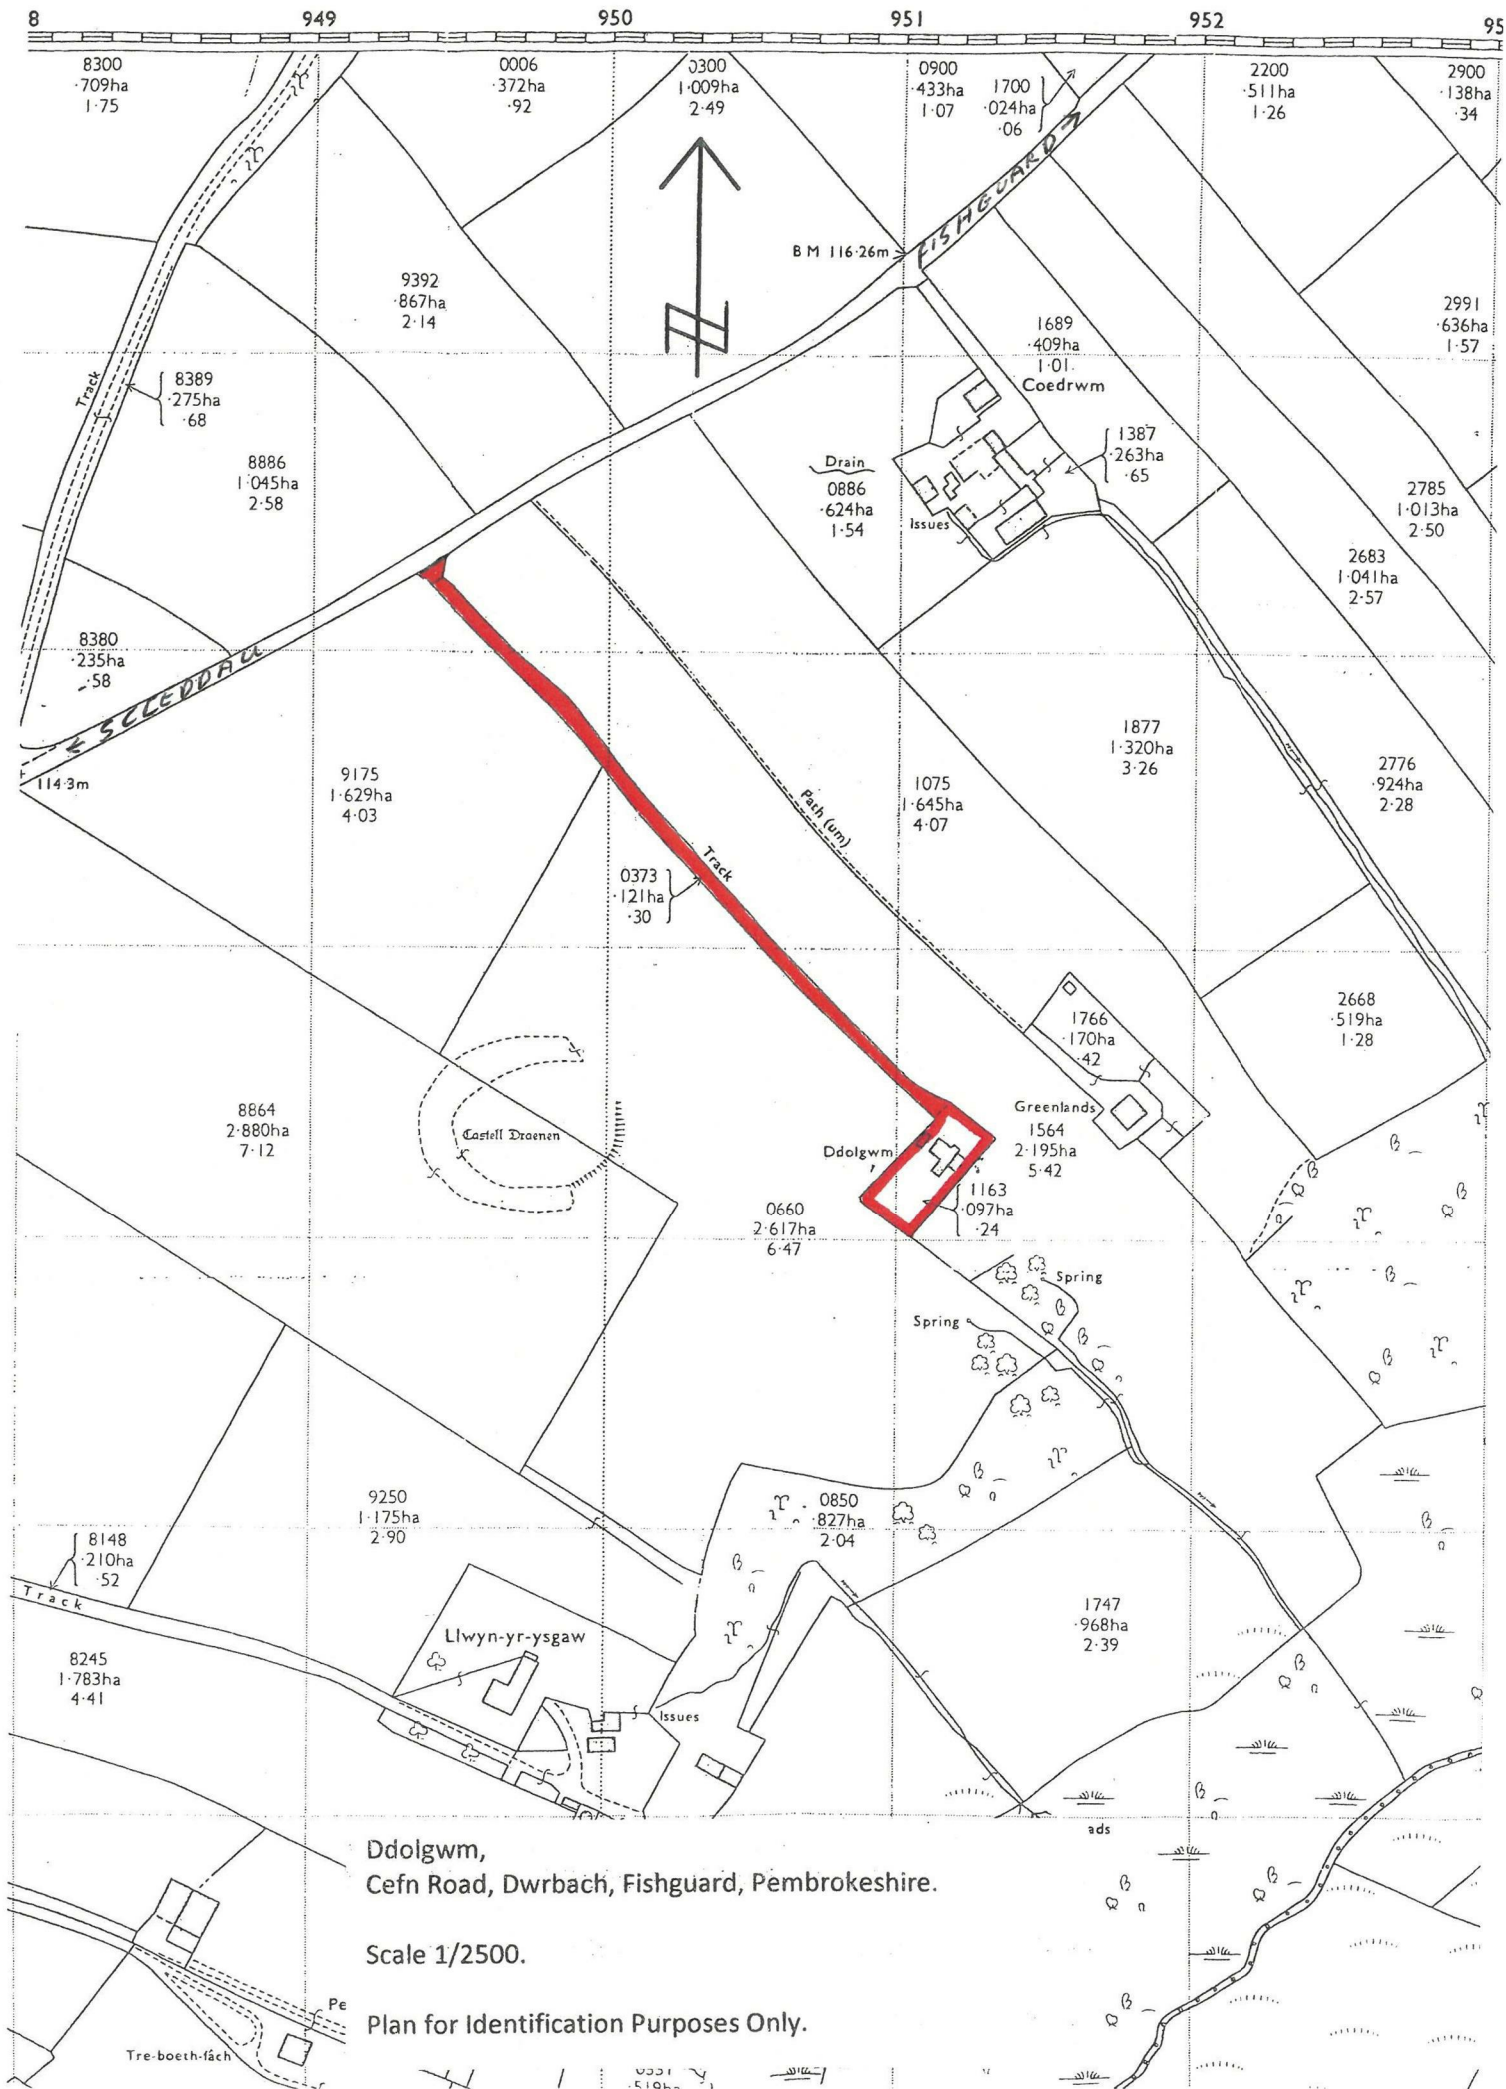 8
949
950
951
952
95
8300
·709ha
1·75
0006
·372ha
·92
0300
1·009ha
2·49
0900
·433ha
1·07
1700
·024ha
·06
2200
·511ha
1·26
2900
·138ha
·34
FISHGUARD →
B M 116·26m
9392
·867ha
2·14
N
1689
·409ha
1·01
Coedrwm
2991
·636ha
1·57
Track
8389
·275ha
·68
8886
1·045ha
2·58
Drain
0886
·624ha
1·54
Issues
1387
·263ha
·65
2785
1·013ha
2·50
2683
1·041ha
2·57
8380
·235ha
·58
← SCLEDDAU
114·3m
9175
1·629ha
4·03
1877
1·320ha
3·26
2776
·924ha
2·28
1075
1·645ha
4·07
Path (um)
Track
0373
·121ha
·30
1766
·170ha
·42
2668
·519ha
1·28
8864
2·880ha
7·12
Castell Draenen
Greenlands
1564
2·195ha
5·42
Ddolgwm
1163
·097ha
·24
0660
2·617ha
6·47
Spring
Spring
9250
1·175ha
2·90
0850
·827ha
2·04
8148
·210ha
·52
Track
1747
·968ha
2·39
Llwyn-yr-ysgaw
8245
1·783ha
4·41
Issues
ads
Ddolgwm,
Cefn Road, Dwrbach, Fishguard, Pembrokeshire.
Scale 1/2500.
Pe
Plan for Identification Purposes Only.
Tre-boeth-fâch